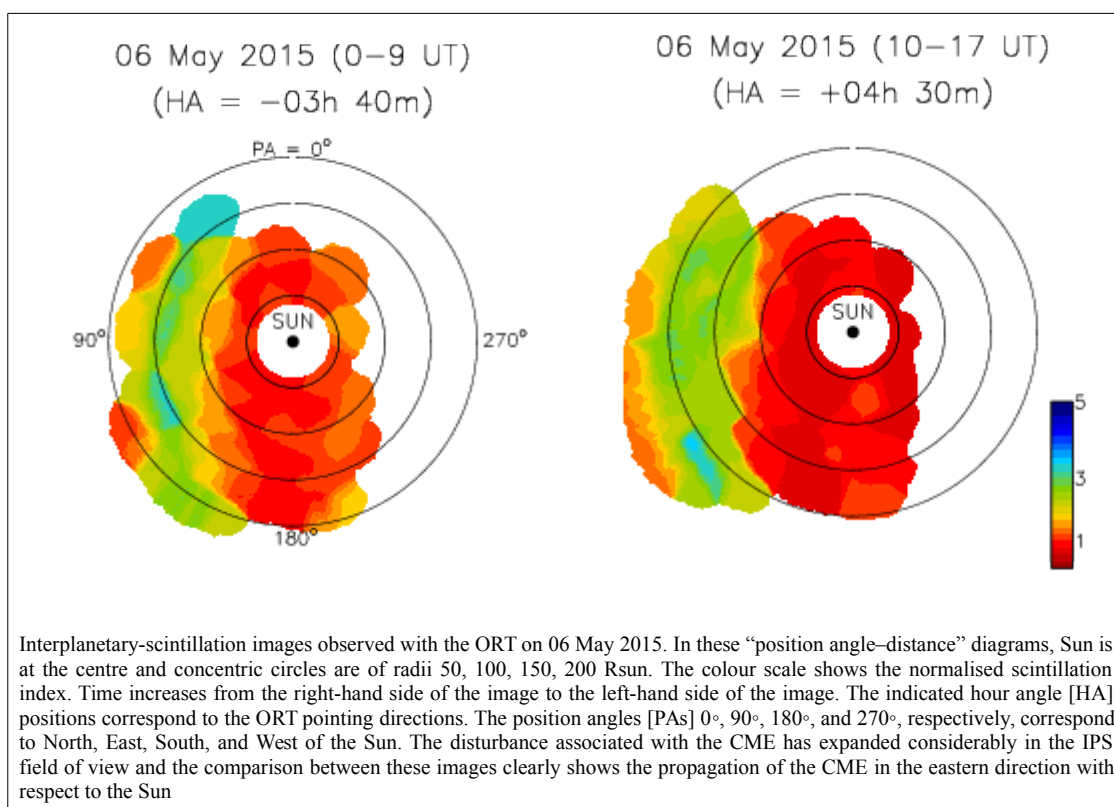 06 May 2015 (0−9 UT)
(HA = −03h 40m)
06 May 2015 (10−17 UT)
(HA = +04h 30m)
PA = 0°
SUN
90°
270°
180°
SUN
5
3
1
Interplanetary-scintillation images observed with the ORT on 06 May 2015. In these “position angle–distance” diagrams, Sun is
at the centre and concentric circles are of radii 50, 100, 150, 200 Rsun. The colour scale shows the normalised scintillation
index. Time increases from the right-hand side of the image to the left-hand side of the image. The indicated hour angle [HA]
positions correspond to the ORT pointing directions. The position angles [PAs] 0◦, 90◦, 180◦, and 270◦, respectively, correspond
to North, East, South, and West of the Sun. The disturbance associated with the CME has expanded considerably in the IPS
field of view and the comparison between these images clearly shows the propagation of the CME in the eastern direction with
respect to the Sun